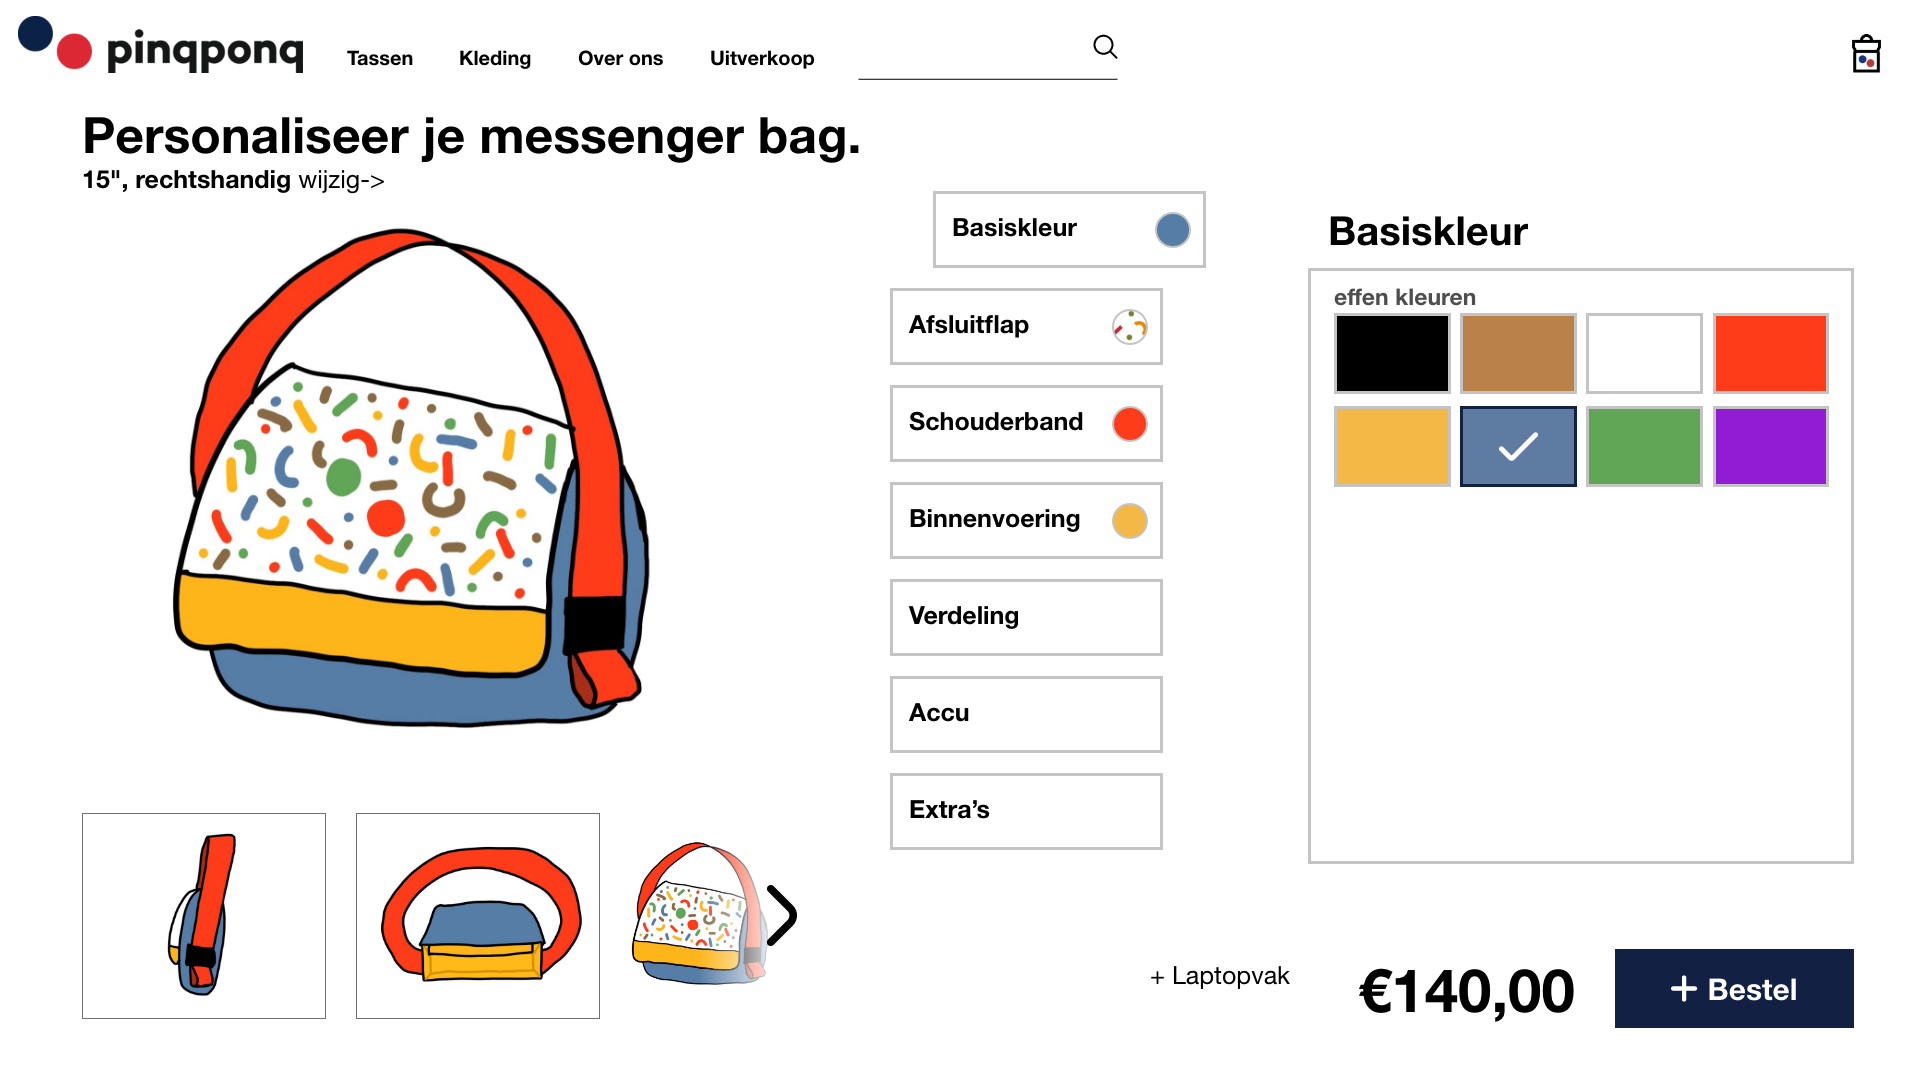 pinqponq
Tassen
Kleding
Over ons
Uitverkoop
Personaliseer je messenger bag.
15", rechtshandig wijzig->
Basiskleur
Afsluitflap
Schouderband
Binnenvoering
Verdeling
Accu
Extra’s
Basiskleur
effen kleuren
+ Laptopvak
€140,00
+ Bestel